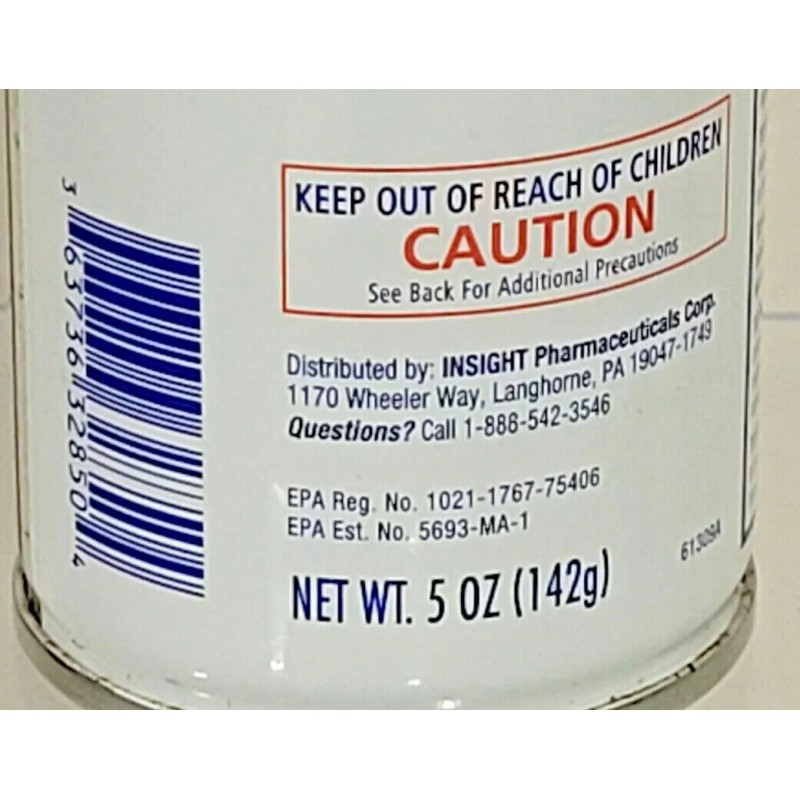 KEEP OUT OF REACH OF CHILDREN
CAUTION
See Back For Additional Precautions
Distributed by: INSIGHT Pharmaceuticals Corp.
1170 Wheeler Way, Langhorne, PA 19047-1749
Questions? Call 1-888-542-3546
EPA Reg. No. 1021-1767-75406
EPA Est. No. 5693-MA-1
61309A
NET WT. 5 OZ (142g)
3 63736 32850 4